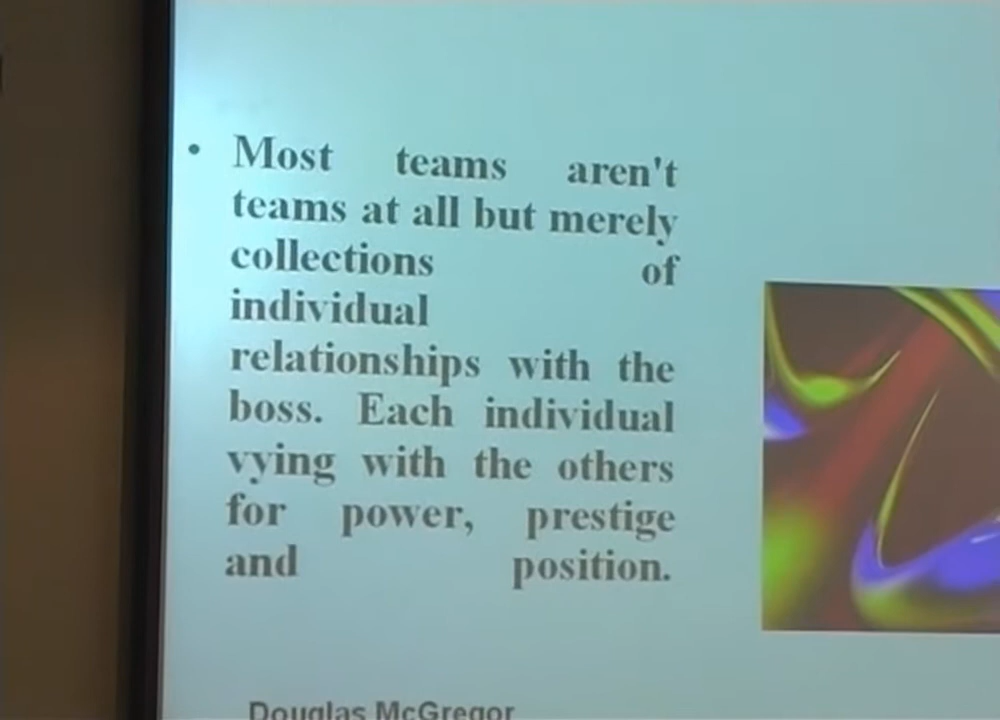 • Most teams aren't
teams at all but merely
collections of
individual
relationships with the
boss. Each individual
vying with the others
for power, prestige
and position.
Douglas McGregor